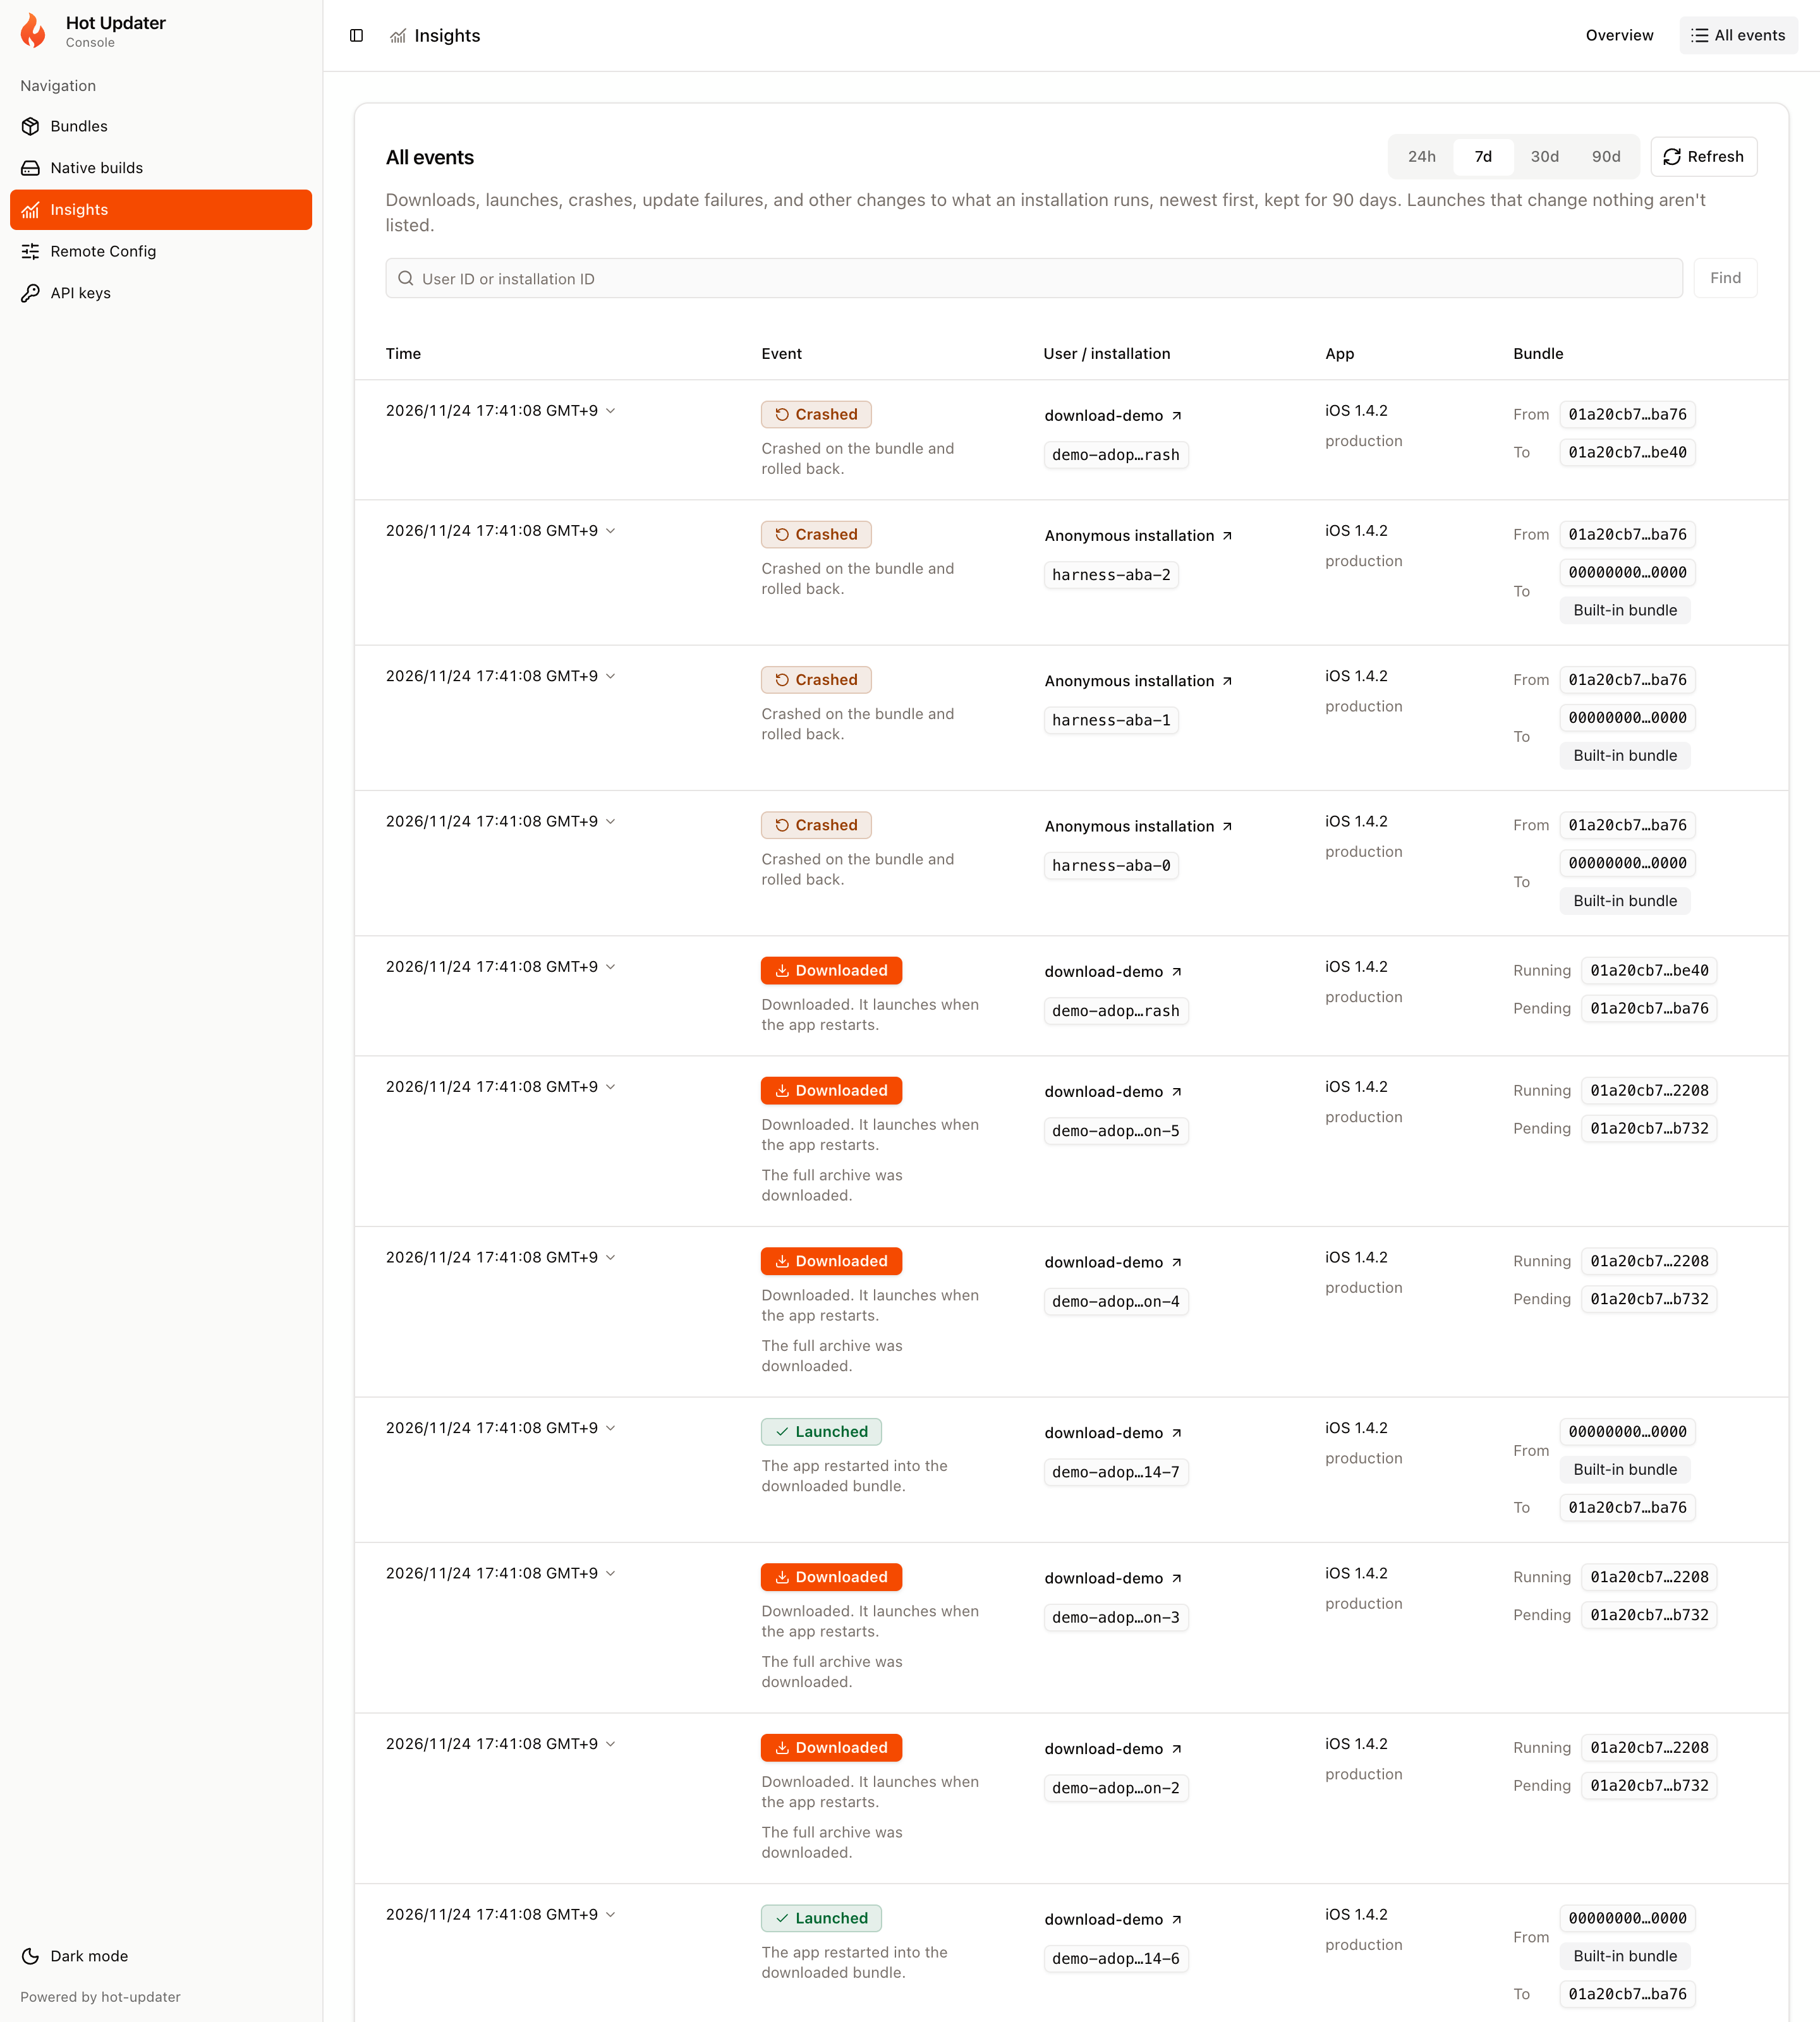 Hot Updater
Console
Navigation
Bundles
Native builds
Insights
Remote Config
API keys
Dark mode
Powered by hot-updater
Insights
Overview
All events
All events
24h 7d 30d 90d Refresh
Downloads, launches, crashes, update failures, and other changes to what an installation runs, newest first, kept for 90 days. Launches that change nothing aren't
listed.
User ID or installation ID
Find
Time Event User / installation App Bundle
2026/11/24 17:41:08 GMT+9
Crashed
Crashed on the bundle and
rolled back.
download-demo
demo-adop…rash
iOS 1.4.2
production
From 01a20cb7…ba76
To 01a20cb7…be40
2026/11/24 17:41:08 GMT+9
Crashed
Crashed on the bundle and
rolled back.
Anonymous installation
harness-aba-2
iOS 1.4.2
production
From 01a20cb7…ba76
To 00000000…0000
Built-in bundle
2026/11/24 17:41:08 GMT+9
Crashed
Crashed on the bundle and
rolled back.
Anonymous installation
harness-aba-1
iOS 1.4.2
production
From 01a20cb7…ba76
To 00000000…0000
Built-in bundle
2026/11/24 17:41:08 GMT+9
Crashed
Crashed on the bundle and
rolled back.
Anonymous installation
harness-aba-0
iOS 1.4.2
production
From 01a20cb7…ba76
To 00000000…0000
Built-in bundle
2026/11/24 17:41:08 GMT+9
Downloaded
Downloaded. It launches when
the app restarts.
download-demo
demo-adop…rash
iOS 1.4.2
production
Running 01a20cb7…be40
Pending 01a20cb7…ba76
2026/11/24 17:41:08 GMT+9
Downloaded
Downloaded. It launches when
the app restarts.
The full archive was
downloaded.
download-demo
demo-adop…on-5
iOS 1.4.2
production
Running 01a20cb7…2208
Pending 01a20cb7…b732
2026/11/24 17:41:08 GMT+9
Downloaded
Downloaded. It launches when
the app restarts.
The full archive was
downloaded.
download-demo
demo-adop…on-4
iOS 1.4.2
production
Running 01a20cb7…2208
Pending 01a20cb7…b732
2026/11/24 17:41:08 GMT+9
Launched
The app restarted into the
downloaded bundle.
download-demo
demo-adop…14-7
iOS 1.4.2
production
From 00000000…0000
Built-in bundle
To 01a20cb7…ba76
2026/11/24 17:41:08 GMT+9
Downloaded
Downloaded. It launches when
the app restarts.
The full archive was
downloaded.
download-demo
demo-adop…on-3
iOS 1.4.2
production
Running 01a20cb7…2208
Pending 01a20cb7…b732
2026/11/24 17:41:08 GMT+9
Downloaded
Downloaded. It launches when
the app restarts.
The full archive was
downloaded.
download-demo
demo-adop…on-2
iOS 1.4.2
production
Running 01a20cb7…2208
Pending 01a20cb7…b732
2026/11/24 17:41:08 GMT+9
Launched
The app restarted into the
downloaded bundle.
download-demo
demo-adop…14-6
iOS 1.4.2
production
From 00000000…0000
Built-in bundle
To 01a20cb7…ba76